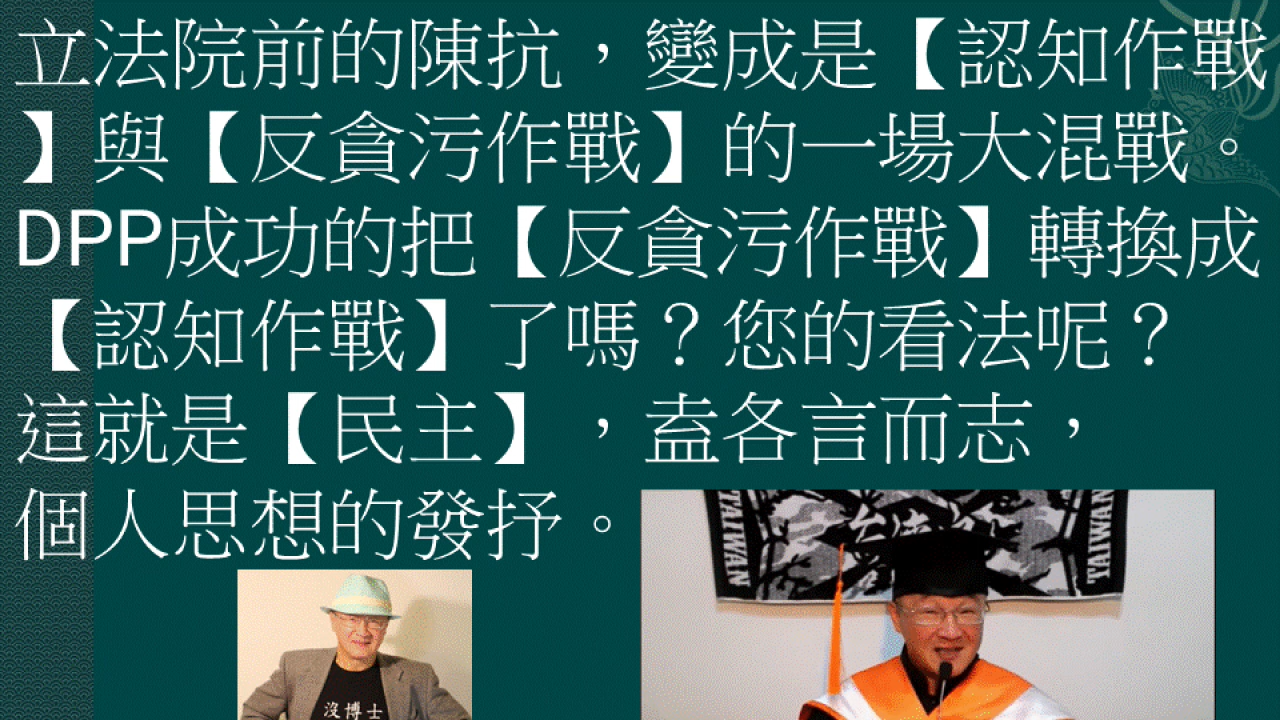 立法院前的陳抗，變成是【認知作戰
】與【反貪污作戰】的一場大混戰。
DPP成功的把【反貪污作戰】轉換成
【認知作戰】了嗎？您的看法呢？
這就是【民主】，盍各言而志，
個人思想的發抒。
TAIWAN
TAIWAN
沒博士